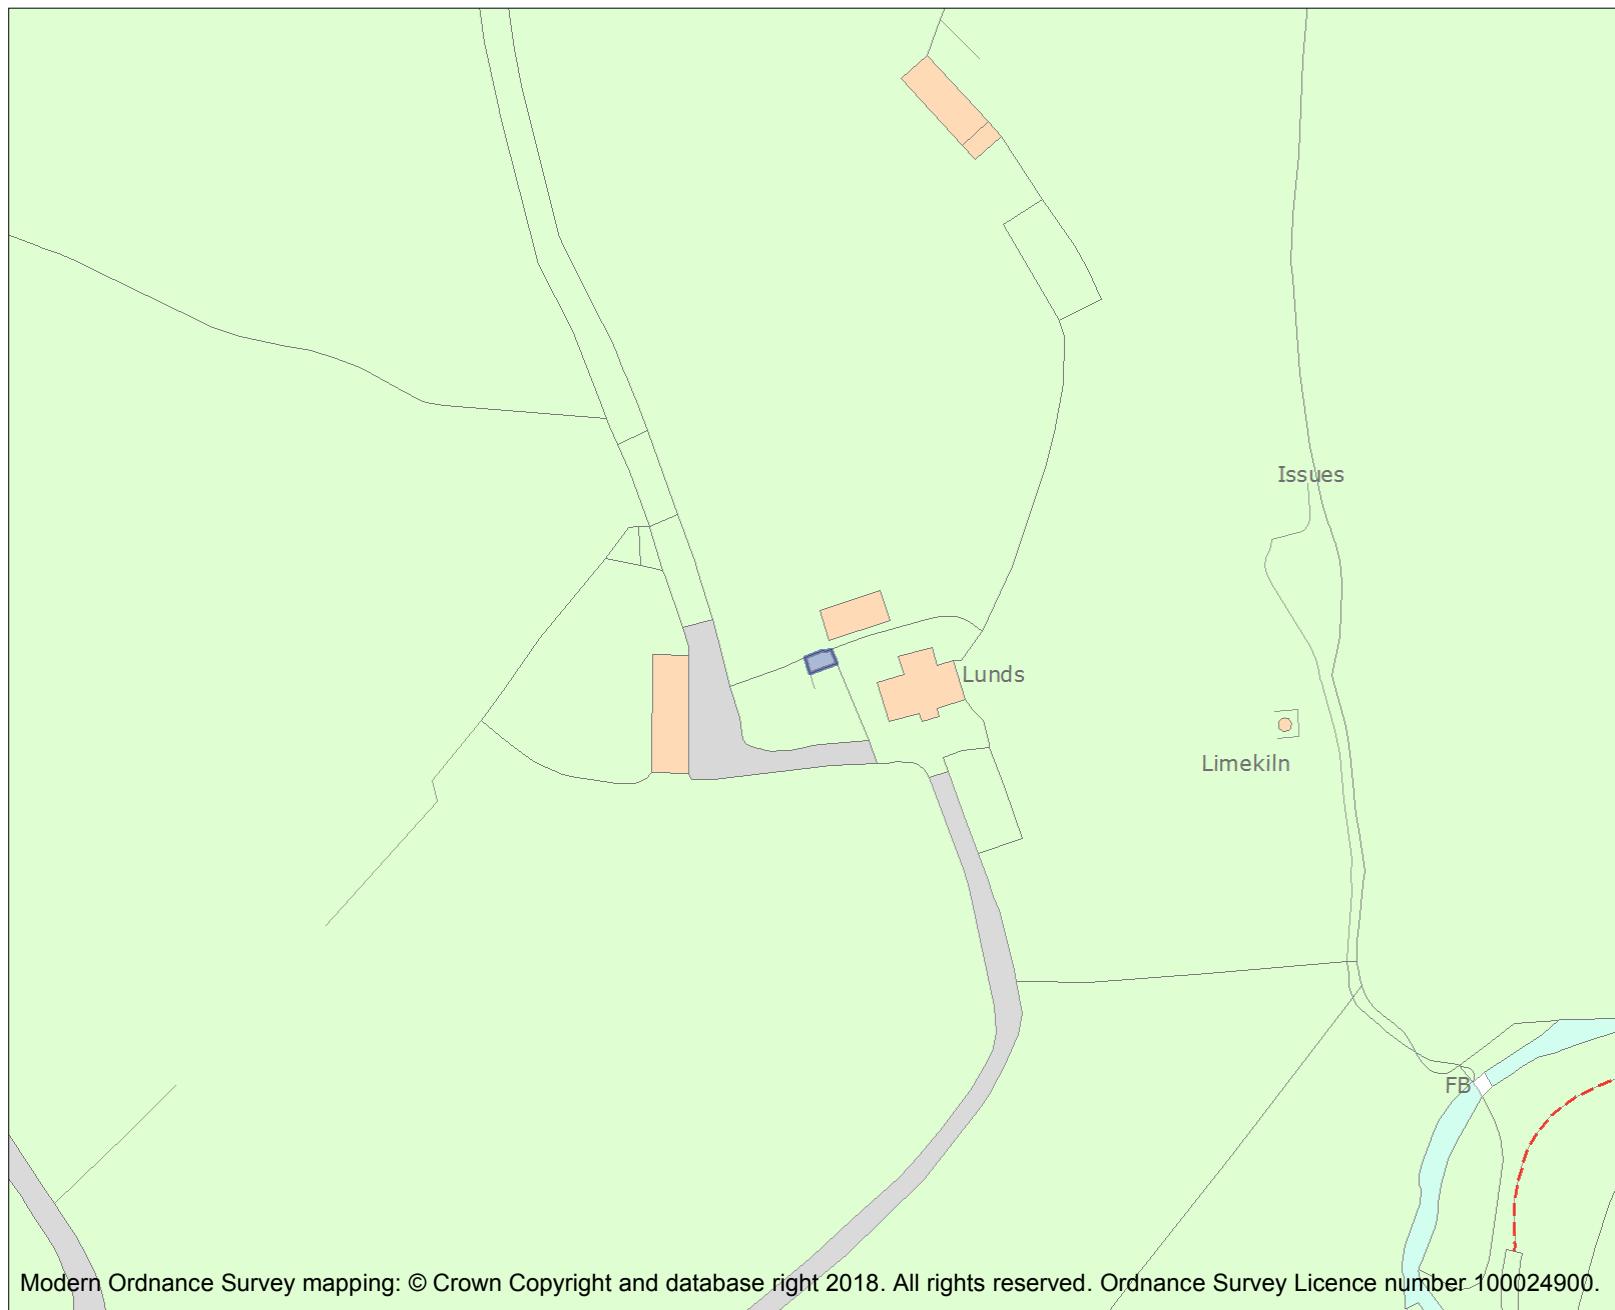 Issues
Lunds
Limekiln
FB
Modern Ordnance Survey mapping: © Crown Copyright and database right 2018. All rights reserved. Ordnance Survey Licence number 100024900.